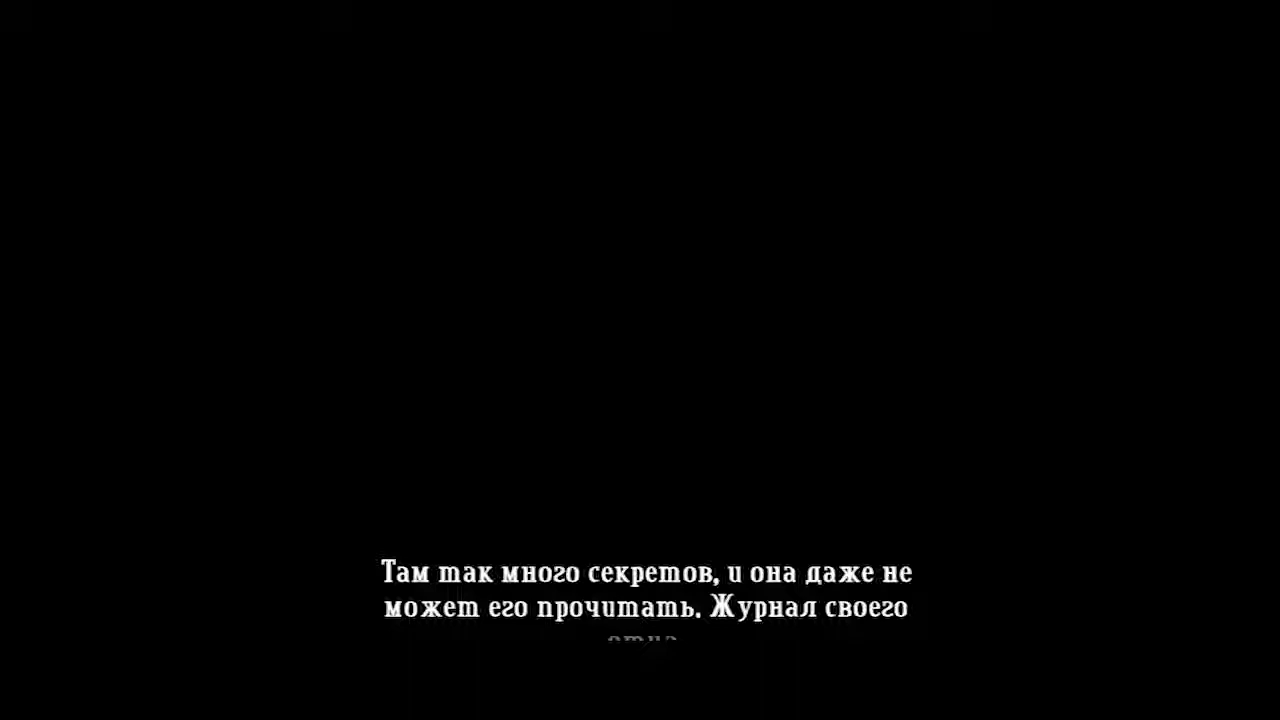 Там так много секретов, и она даже не
может его прочитать. Журнал своего